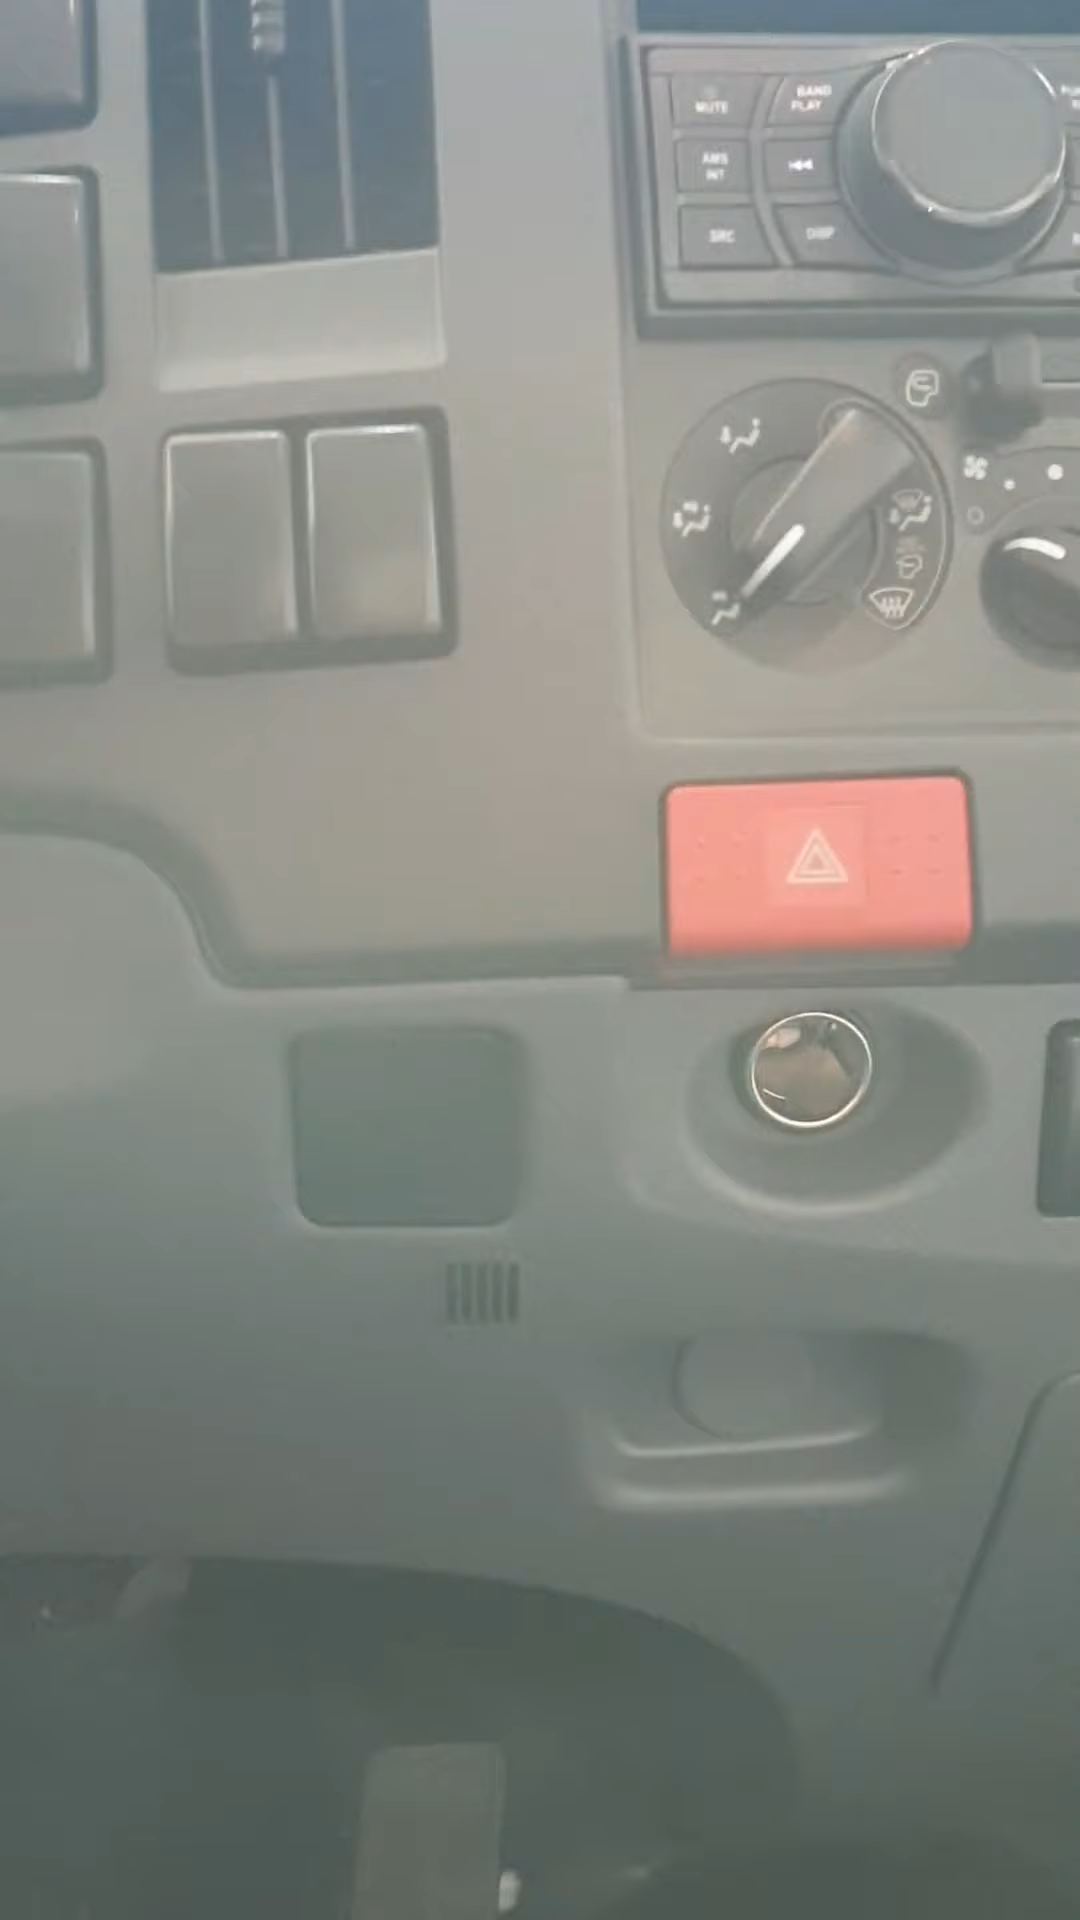 MUTE
BAND
PLAY
AMS
INT
SRC
DISP